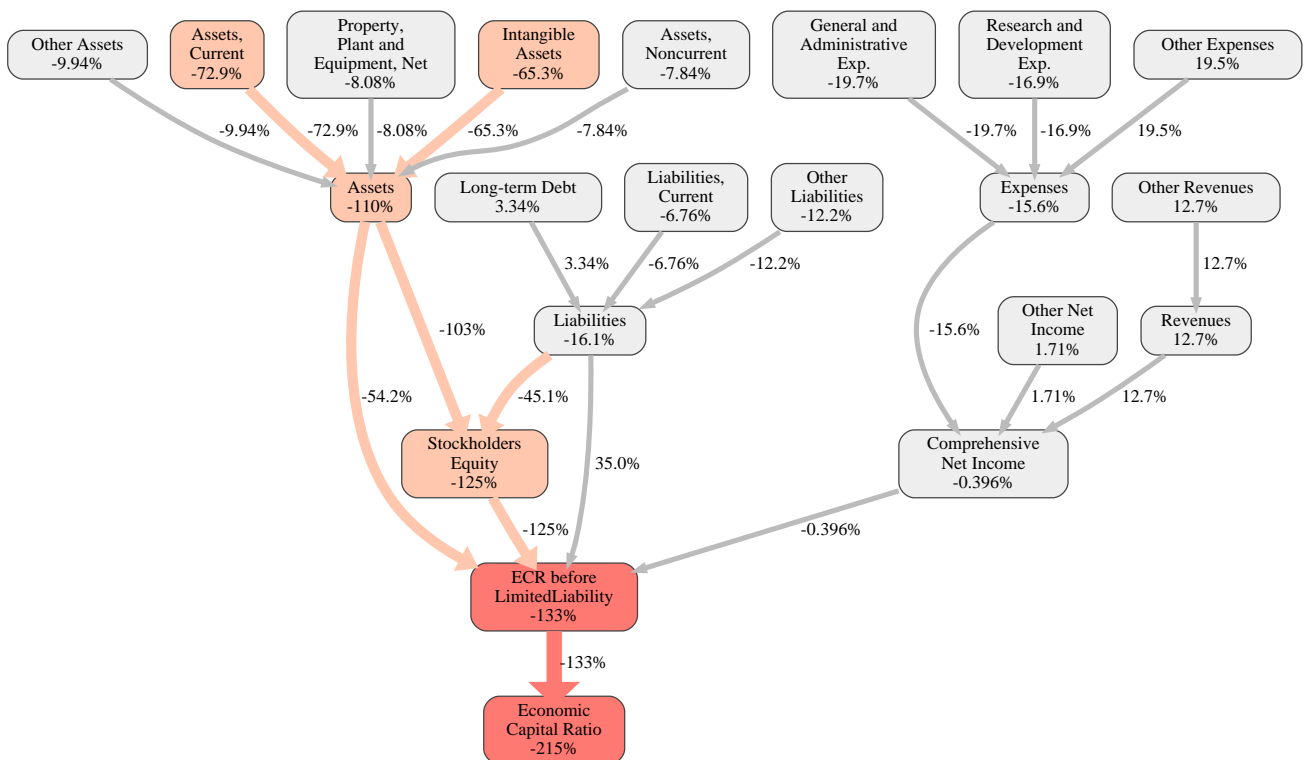 Other Assets
-9.94%
Assets,
Current
-72.9%
Property,
Plant and
Equipment, Net
-8.08%
Intangible
Assets
-65.3%
Assets,
Noncurrent
-7.84%
General and
Administrative
Exp.
-19.7%
Research and
Development
Exp.
-16.9%
Other Expenses
19.5%
-9.94%
-72.9%
-8.08%
-65.3%
-7.84%
-19.7%
-16.9%
19.5%
Assets
-110%
Long-term Debt
3.34%
Liabilities,
Current
-6.76%
Other
Liabilities
-12.2%
Expenses
-15.6%
Other Revenues
12.7%
3.34%
-6.76%
-12.2%
12.7%
-103%
Liabilities
-16.1%
-15.6%
Other Net
Income
1.71%
Revenues
12.7%
-54.2%
-45.1%
1.71%
12.7%
Stockholders
Equity
-125%
35.0%
Comprehensive
Net Income
-0.396%
-125%
-0.396%
ECR before
LimitedLiability
-133%
-133%
Economic
Capital Ratio
-215%